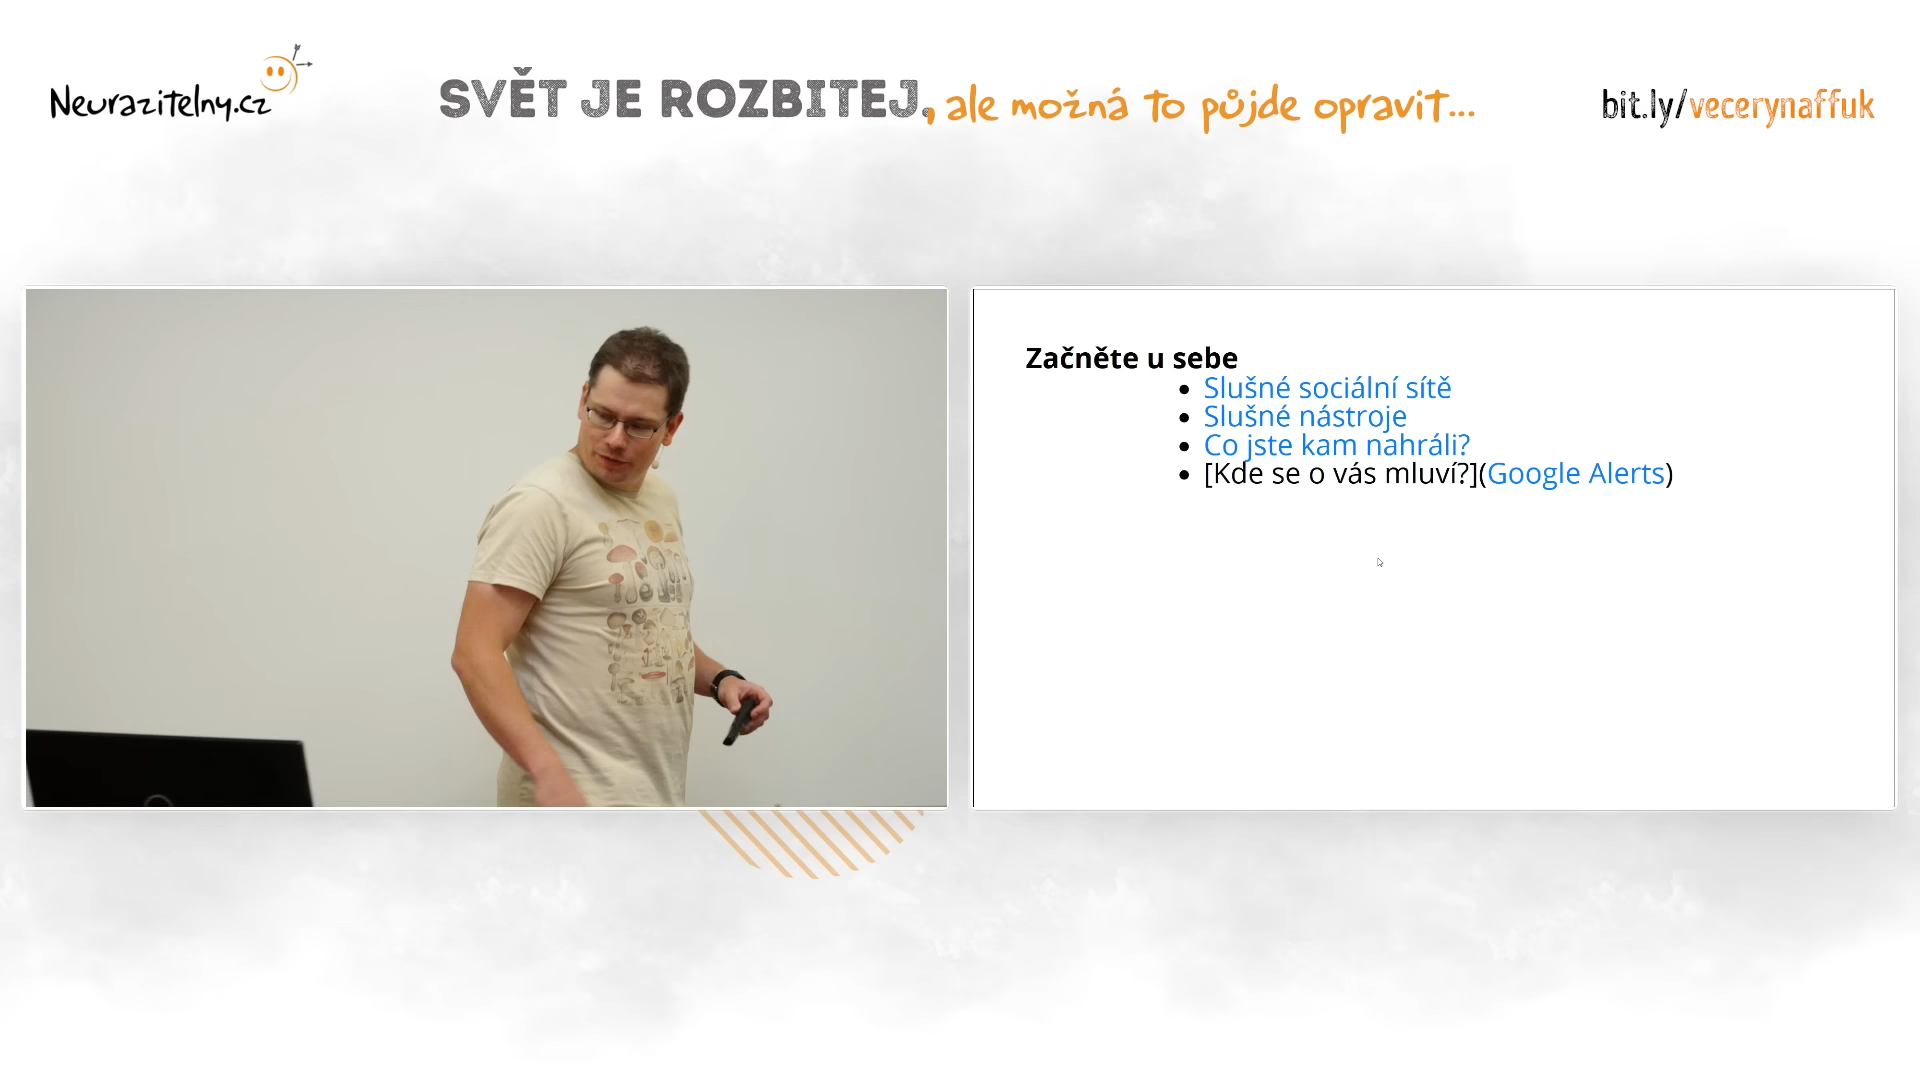 Neurazitelny.cz
SVĚT JE ROZBITEJ, ale možná to půjde opravit...
bit.ly/vecerynaffuk
Začněte u sebe
Slušné sociální sítě
Slušné nástroje
Co jste kam nahráli?
[Kde se o vás mluví?](Google Alerts)